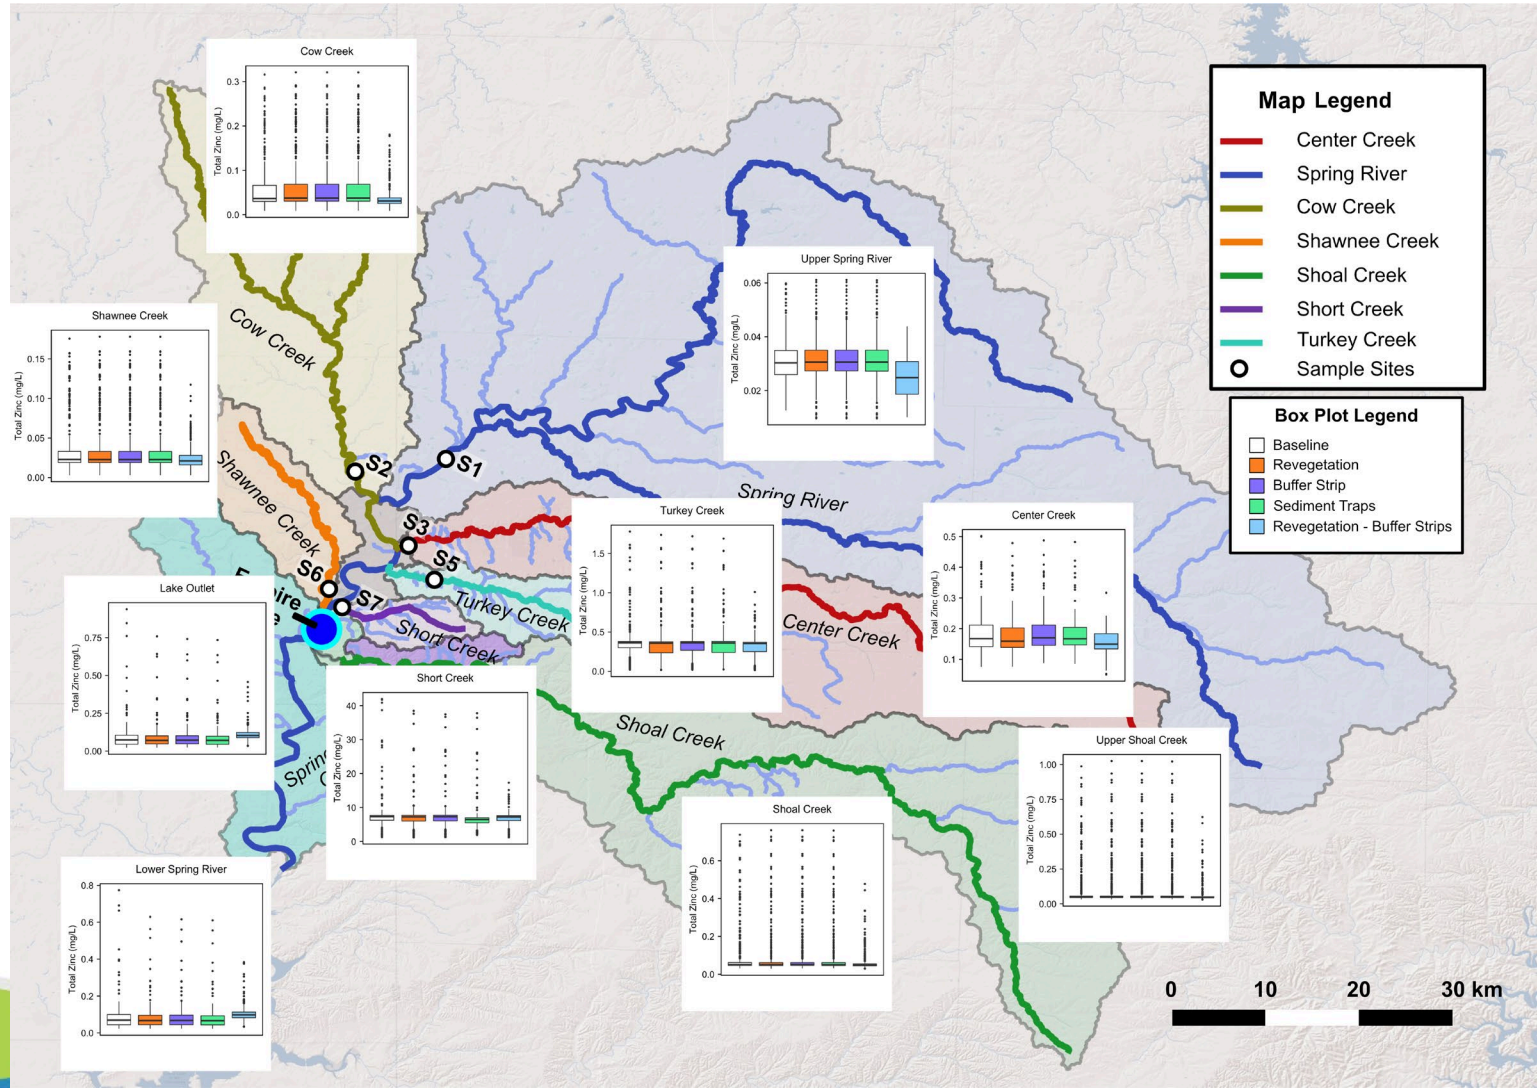 Cow Creek
Total Zinc (mg/L)
0.3
0.2
0.1
0.0
Map Legend
Center Creek
Spring River
Cow Creek
Shawnee Creek
Shoal Creek
Short Creek
Turkey Creek
Sample Sites
Box Plot Legend
Baseline
Revegetation
Buffer Strip
Sediment Traps
Revegetation - Buffer Strips
Upper Spring River
Total Zinc (mg/L)
0.06
0.04
0.02
Shawnee Creek
Total Zinc (mg/L)
0.15
0.10
0.05
0.00
Cow Creek
Shawnee Creek
S2
S1
S3
S5
S6
S7
Spring River
Turkey Creek
Short Creek
Center Creek
Shoal Creek
Turkey Creek
Total Zinc (mg/L)
1.5
1.0
0.5
0.0
Center Creek
Total Zinc (mg/L)
0.5
0.4
0.3
0.2
0.1
Lake Outlet
Total Zinc (mg/L)
0.75
0.50
0.25
0.00
Short Creek
Total Zinc (mg/L)
40
30
20
10
0
Upper Shoal Creek
Total Zinc (mg/L)
1.00
0.75
0.50
0.25
0.00
Shoal Creek
Total Zinc (mg/L)
0.6
0.4
0.2
0.0
Lower Spring River
Total Zinc (mg/L)
0.8
0.6
0.4
0.2
0.0
0 10 20 30 km